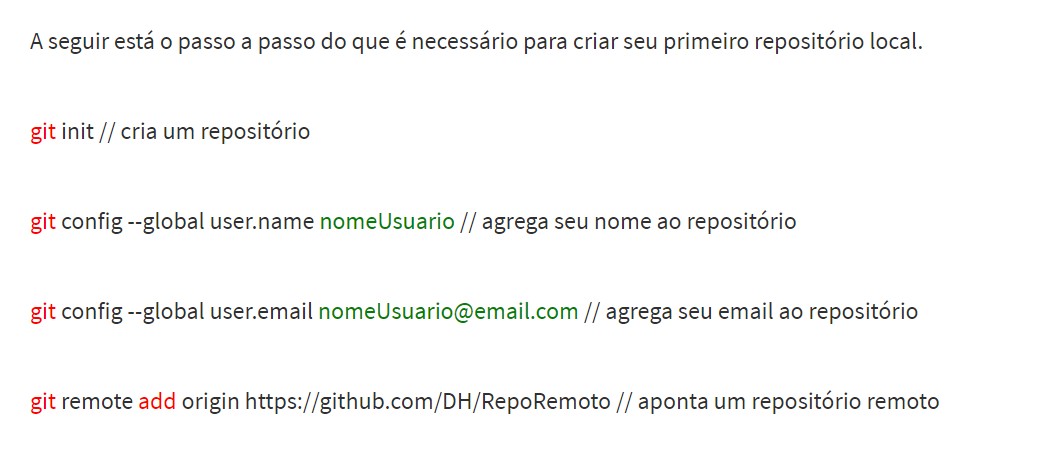 A seguir está o passo a passo do que é necessário para criar seu primeiro repositório local.
git init // cria um repositório
git config --global user.name nomeUsuario // agrega seu nome ao repositório
git config --global user.email nomeUsuario@email.com // agrega seu email ao repositório
git remote add origin https://github.com/DH/RepoRemoto // aponta um repositório remoto